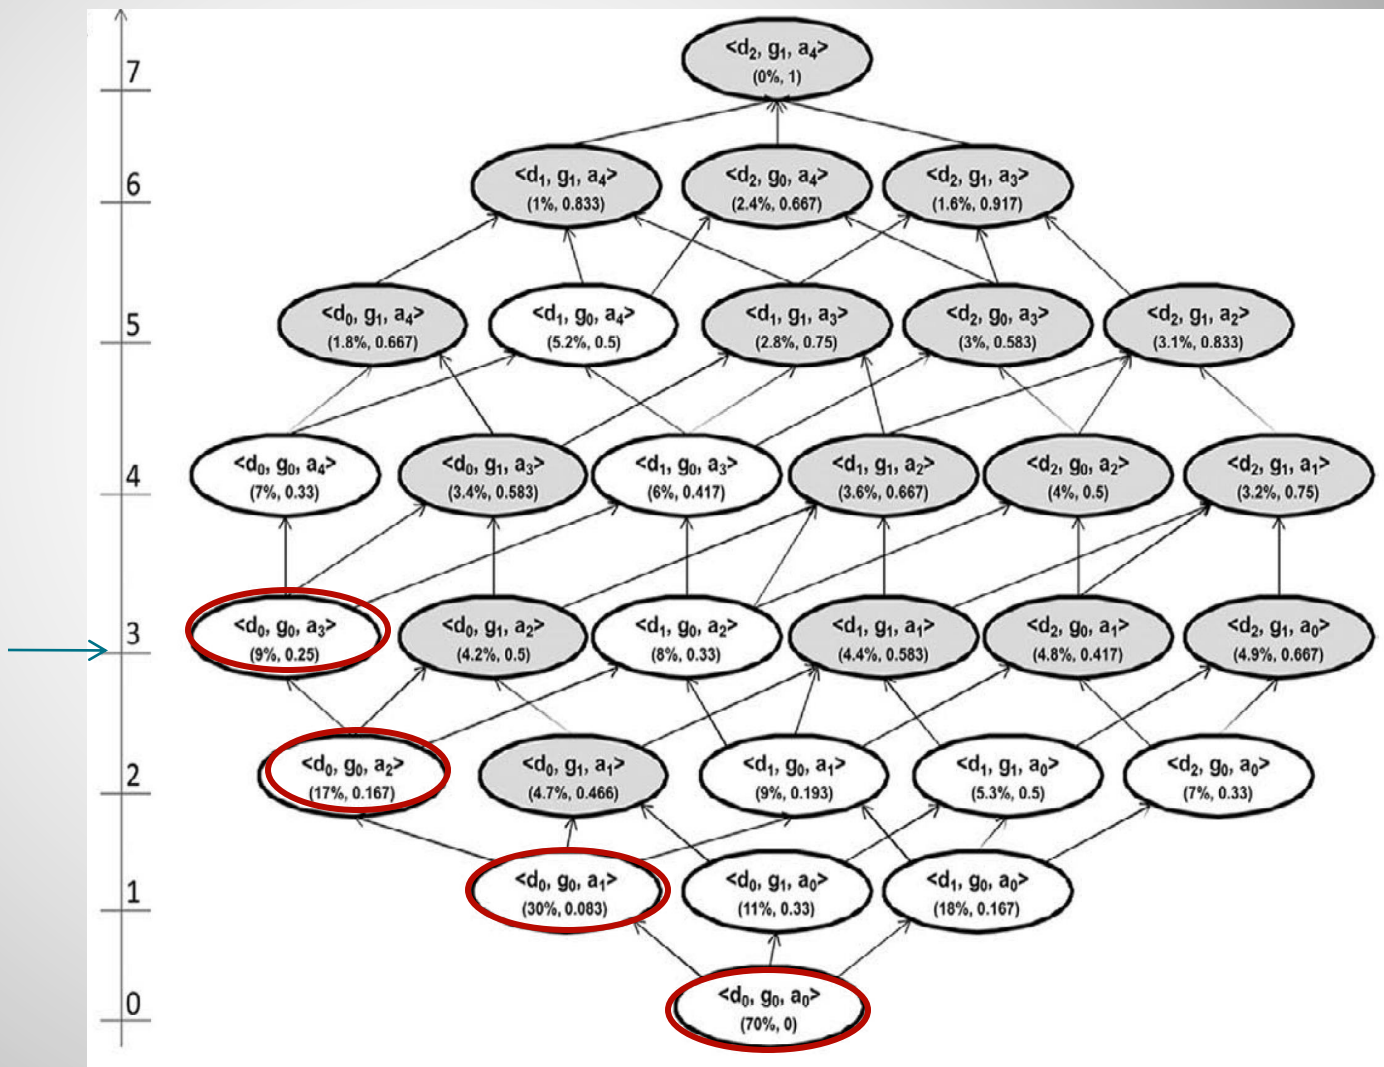 7
<d₂, g₁, a₄>
(0%, 1)
6
<d₁, g₁, a₄>
(1%, 0.833)
<d₂, g₀, a₄>
(2.4%, 0.667)
<d₂, g₁, a₃>
(1.6%, 0.917)
5
<d₀, g₁, a₄>
(1.8%, 0.667)
<d₁, g₀, a₄>
(5.2%, 0.5)
<d₁, g₁, a₃>
(2.8%, 0.75)
<d₂, g₀, a₃>
(3%, 0.583)
<d₂, g₁, a₂>
(3.1%, 0.833)
4
<d₀, g₀, a₄>
(7%, 0.33)
<d₀, g₁, a₃>
(3.4%, 0.583)
<d₁, g₀, a₃>
(6%, 0.417)
<d₁, g₁, a₂>
(3.6%, 0.667)
<d₂, g₀, a₂>
(4%, 0.5)
<d₂, g₁, a₁>
(3.2%, 0.75)
3
<d₀, g₀, a₃>
(9%, 0.25)
<d₀, g₁, a₂>
(4.2%, 0.5)
<d₁, g₀, a₂>
(8%, 0.33)
<d₁, g₁, a₁>
(4.4%, 0.583)
<d₂, g₀, a₁>
(4.8%, 0.417)
<d₂, g₁, a₀>
(4.9%, 0.667)
2
<d₀, g₀, a₂>
(17%, 0.167)
<d₀, g₁, a₁>
(4.7%, 0.466)
<d₁, g₀, a₁>
(9%, 0.193)
<d₁, g₁, a₀>
(5.3%, 0.5)
<d₂, g₀, a₀>
(7%, 0.33)
1
<d₀, g₀, a₁>
(30%, 0.083)
<d₀, g₁, a₀>
(11%, 0.33)
<d₁, g₀, a₀>
(18%, 0.167)
0
<d₀, g₀, a₀>
(70%, 0)